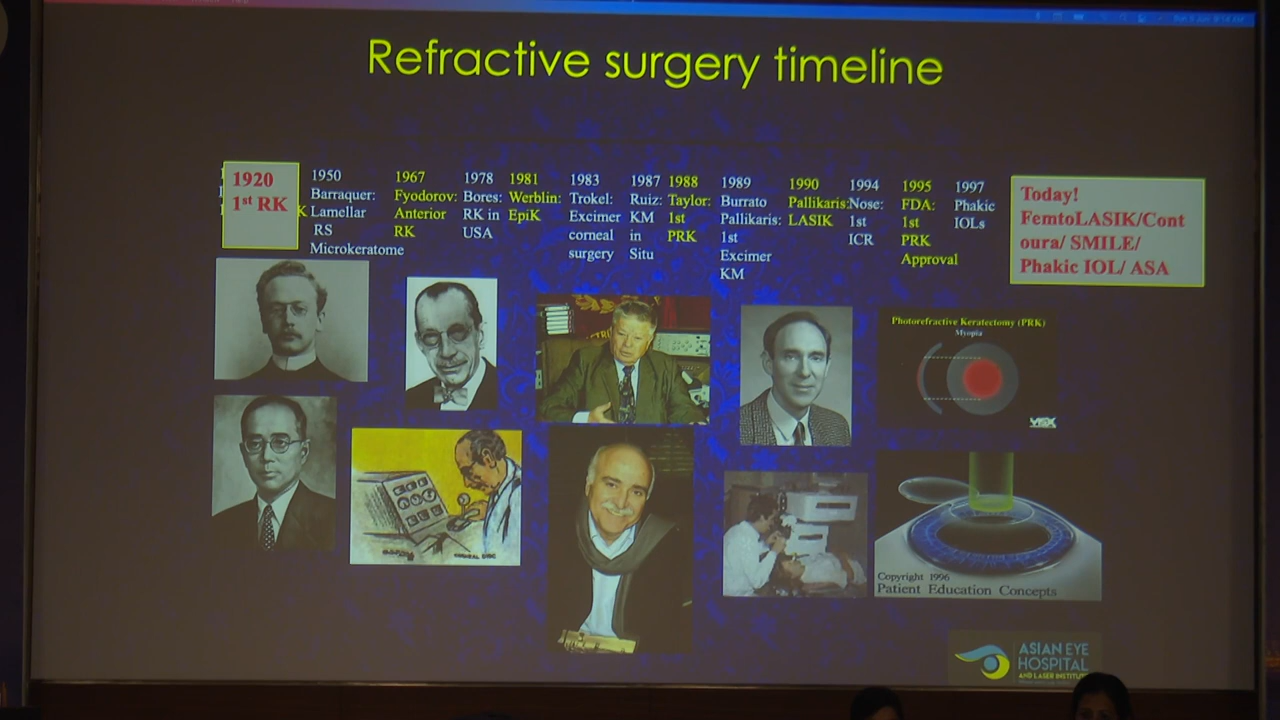 Refractive surgery timeline
1920
1st RK
K
1950
Barraquer:
Lamellar
RS
Microkeratome
1967
Fyodorov:
Anterior
RK
1978
Bores:
RK in
USA
1981
Werblin:
EpiK
1983
Trokel:
Excimer
corneal
surgery
1987
Ruiz:
KM
in
Situ
1988
Taylor:
1st
PRK
1989
Burrato
Pallikaris:
1st
Excimer
KM
1990
Pallikaris:
LASIK
1994
Nose:
1st
ICR
1995
FDA:
1st
PRK
Approval
1997
Phakic
IOLs
Today!
FemtoLASIK/Cont
oura/ SMILE/
Phakic IOL/ ASA
Photorefractive Keratectomy (PRK)
Myopia
VISX
Copyright 1996
Patient Education Concepts
ASIAN EYE
HOSPITAL
AND LASER INSTITUTE